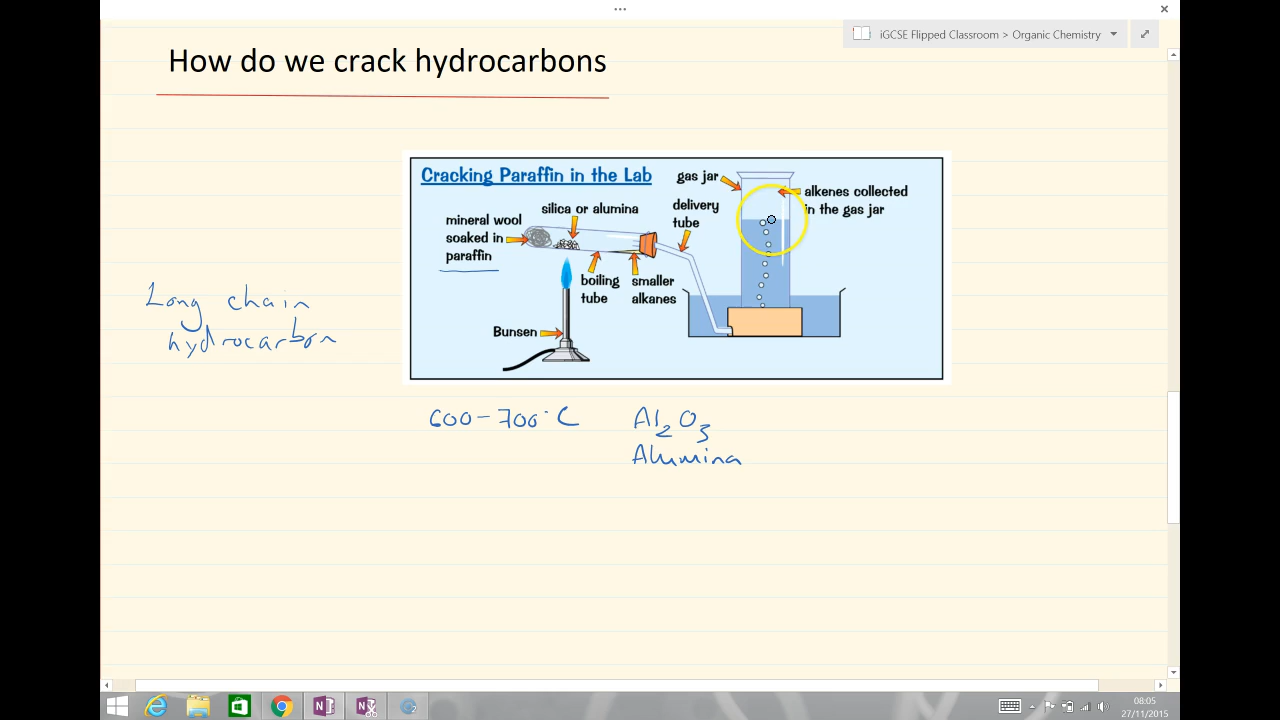 iGCSE Flipped Classroom > Organic Chemistry
How do we crack hydrocarbons
Cracking Paraffin in the Lab
gas jar
alkenes collected
in the gas jar
delivery
tube
silica or alumina
mineral wool
soaked in
paraffin
boiling
tube
smaller
alkanes
Bunsen
Long chain
hydrocarbon
600-700°C
Al2O3
Alumina
08:05
27/11/2015